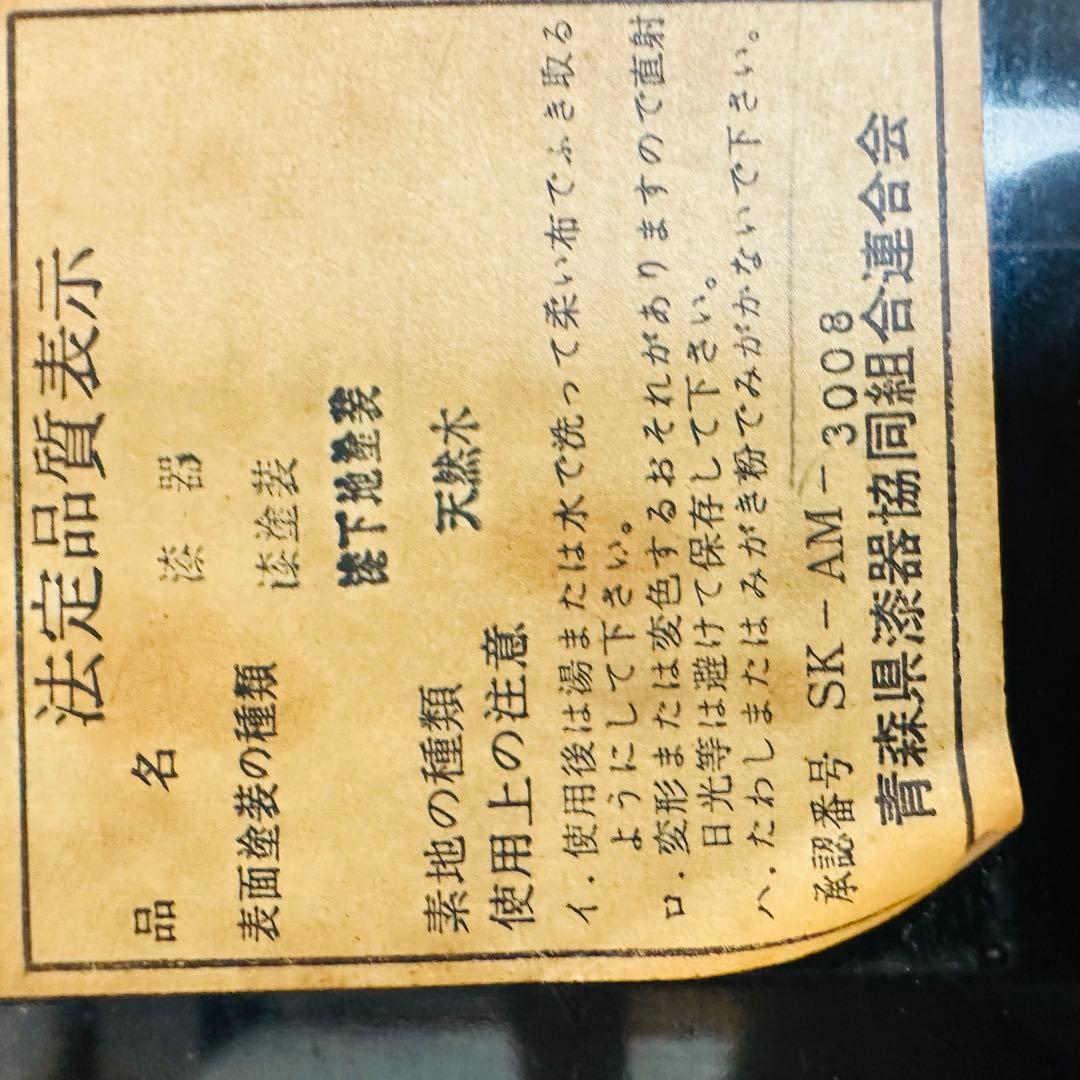 法定品質表示
品名 漆器
表面塗装の種類 漆塗装
漆下地塗装
素地の種類 天然木
使用上の注意
イ．使用後は湯または水で洗って柔い布でふき取る
ようにして下さい。
ロ．変形または変色するおそれがありますので直射
日光等は避けて保存して下さい。
ハ．たわしまたはみがき粉でみがかないで下さい。
承認番号 SK－AM－3008
青森県漆器協同組合連合会